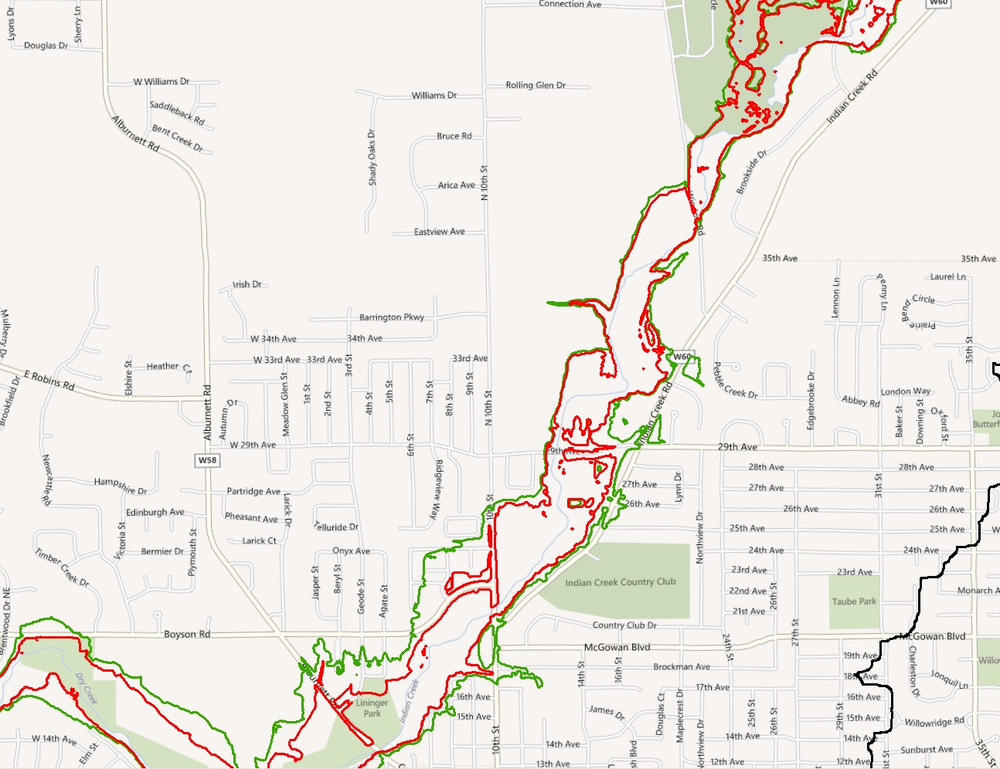 Connection Ave
W60
Lyons Dr
Sherry Ln
Douglas Dr
W Williams Dr
Rolling Glen Dr
Williams Dr
Indian Creek Rd
Saddleback Rd
Alburnett Rd
Bent Creek Dr
Bruce Rd
Shady Oaks Dr
N 10th St
Brookside Dr
Arica Ave
Eastview Ave
35th Ave
35th Ave
Laurel Ln
Irish Dr
Lennon Ln
Penny Ln
Bend Circle
Prairie
Barrington Pkwy
Mulberry Dr
W 34th Ave
34th Ave
35th St
W 33rd Ave
33rd Ave
3rd St
33rd Ave
W60
Elshire St
Heather Ct
E Robins Rd
Brookfield Dr
Alburnett Rd
Autumn Dr
Meadow Glen St
1st St
2nd St
4th St
5th St
7th St
8th St
9th St
N 10th St
Indian Creek Rd
Pebble Creek Dr
Edgebrooke Dr
Abbey Rd
London Way
Baker St
Downing St
Oxford St
W 29th Ave
6th St
29th Ave
29th Ave
W58
Newcastle Rd
Hampshire Dr
Partridge Ave
Larick Dr
Ridgeview Way
27th Ave
26th Ave
Lynn Dr
28th Ave
28th Ave
27th Ave
31st St
27th Ave
26th Ave
26th Ave
Edinburgh Ave
Pheasant Ave
Telluride Dr
10th St
Northview Dr
25th Ave
25th Ave
Victoria St
Bermier Dr
Plymouth St
Larick Ct
Onyx Ave
24th Ave
24th Ave
Timber Creek Dr
Jasper St
Beryl St
Geode St
Agate St
Indian Creek Country Club
23rd Ave
23rd Ave
22nd Ave
26th St
Taube Park
Monarch A
21st Ave
Brentwood Dr NE
Boyson Rd
Country Club Dr
27th St
McGowan Blvd
McGowan Blvd
24th St
19th Ave
Brockman Ave
14th St
16th St
18th Ave
Charleston Dr
Willo
Jonquil Ln
Dry Creek
Lininger
Park
Indian Creek
17th Ave
16th Ave
16th Ave
15th Ave
15th Ave
James Dr
Douglas Ct
Maplecrest Dr
Northview Dr
25th St
26th St
29th St
Willowridge Rd
W 14th Ave
Elm St
10th St
14th Ave
14th Ave
14th Ave
Sunburst Ave
35th St
13th Ave
12th Ave
12th Ave